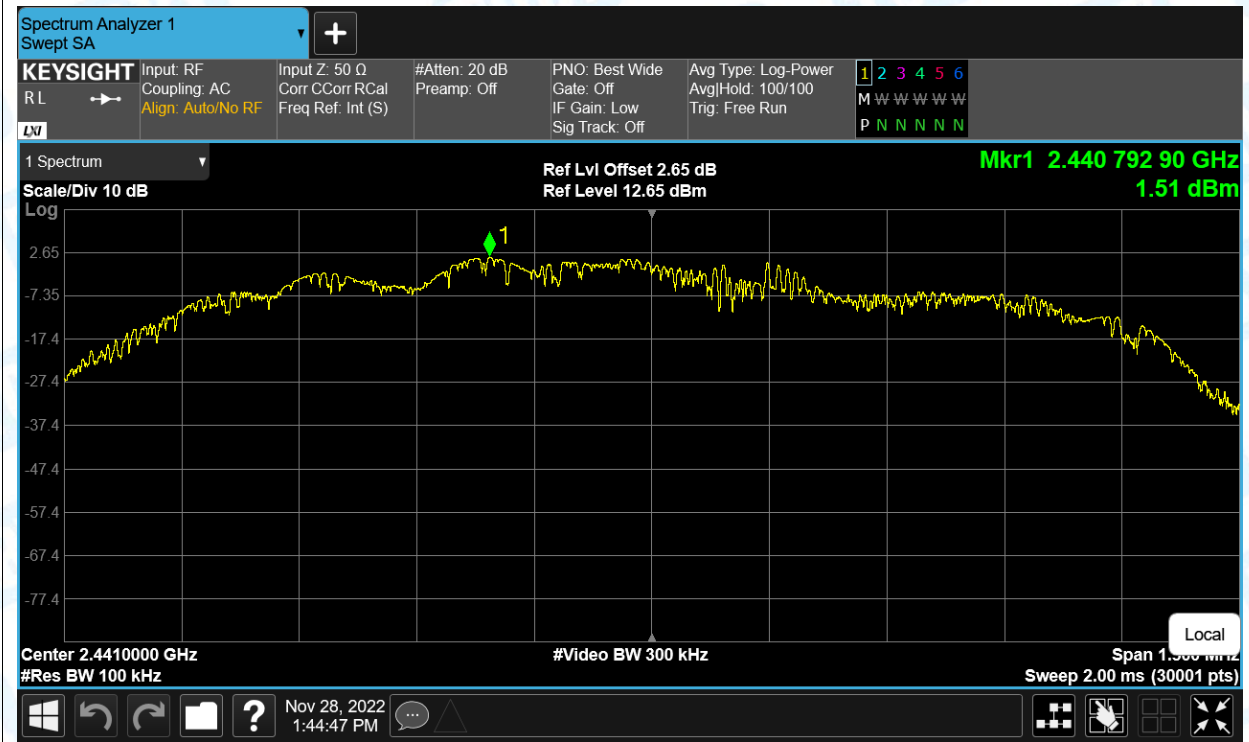 Spectrum Analyzer 1
Swept SA
KEYSIGHT
RL
LXI
Input: RF
Coupling: AC
Align: Auto/No RF
Input Z: 50 Ω
Corr CCorr RCal
Freq Ref: Int (S)
#Atten: 20 dB
Preamp: Off
PNO: Best Wide
Gate: Off
IF Gain: Low
Sig Track: Off
Avg Type: Log-Power
Avg|Hold: 100/100
Trig: Free Run
1 2 3 4 5 6
M W W W W W
P N N N N N
1 Spectrum
Scale/Div 10 dB
Log
Ref Lvl Offset 2.65 dB
Ref Level 12.65 dBm
Mkr1 2.440 792 90 GHz
1.51 dBm
1
2.65
-7.35
-17.4
-27.4
-37.4
-47.4
-57.4
-67.4
-77.4
Local
Center 2.4410000 GHz
#Video BW 300 kHz
Span
#Res BW 100 kHz
Sweep 2.00 ms (30001 pts)
?
Nov 28, 2022
1:44:47 PM